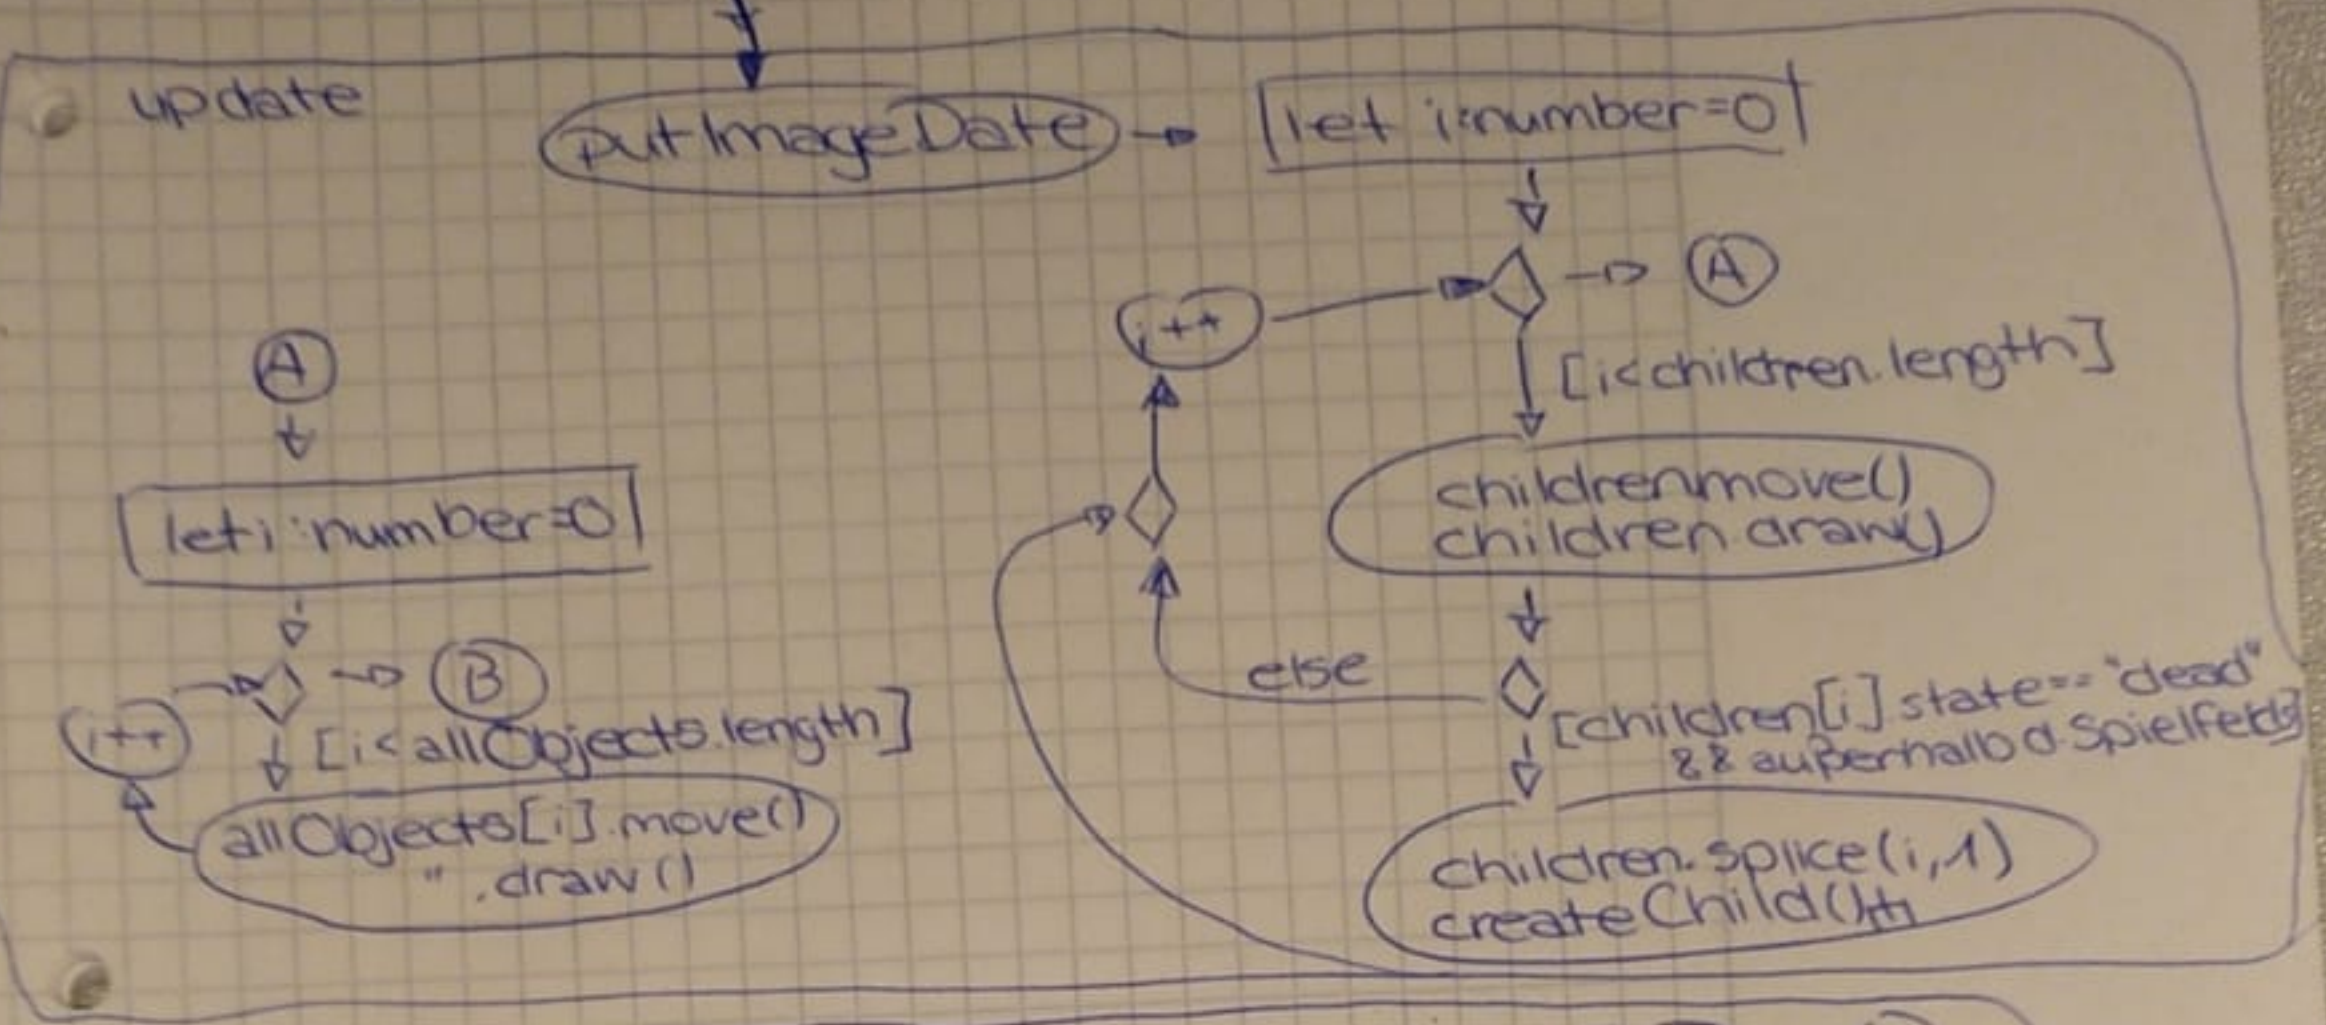 update
putImageDate
let i:number=0
A
i++
[i<children.length]
childrenmove()
children draw()
else
[children[i].state=="dead"
&& außerhalb d. Spielfelds]
children.splice(i,1)
createChild()
A
let i:number=0
B
i++
[i<allObjects.length]
allObjects[i].move()
" .draw()